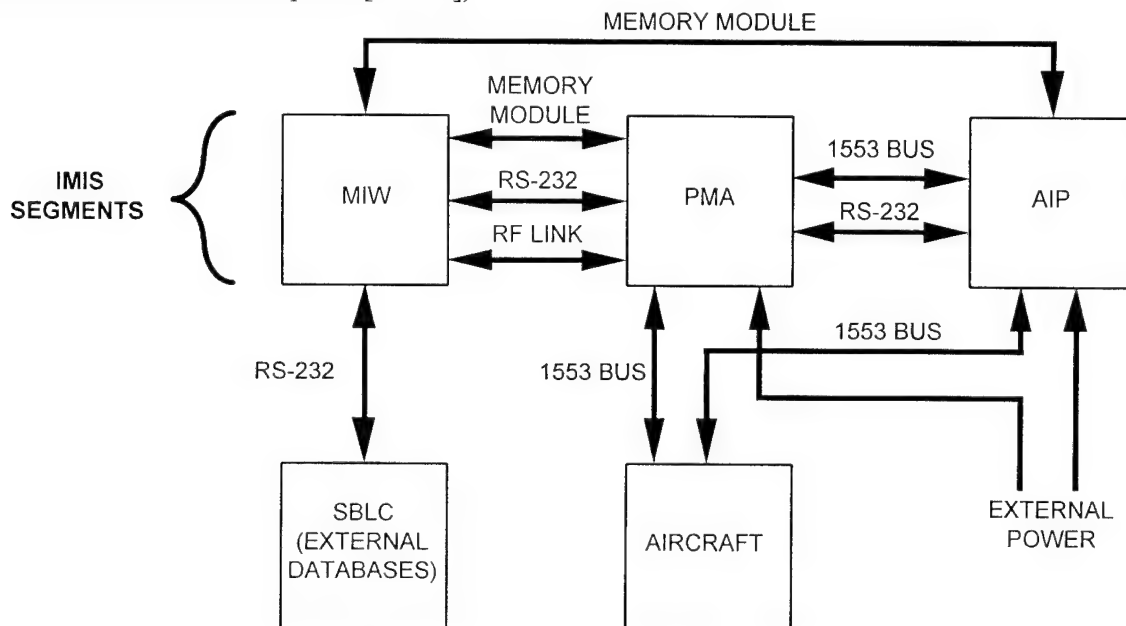 MEMORY MODULE
MEMORY
MODULE
1553 BUS
IMIS
SEGMENTS
MIW
RS-232
PMA
AIP
RS-232
RF LINK
1553 BUS
RS-232
1553 BUS
SBLC
(EXTERNAL
DATABASES)
AIRCRAFT
EXTERNAL
POWER